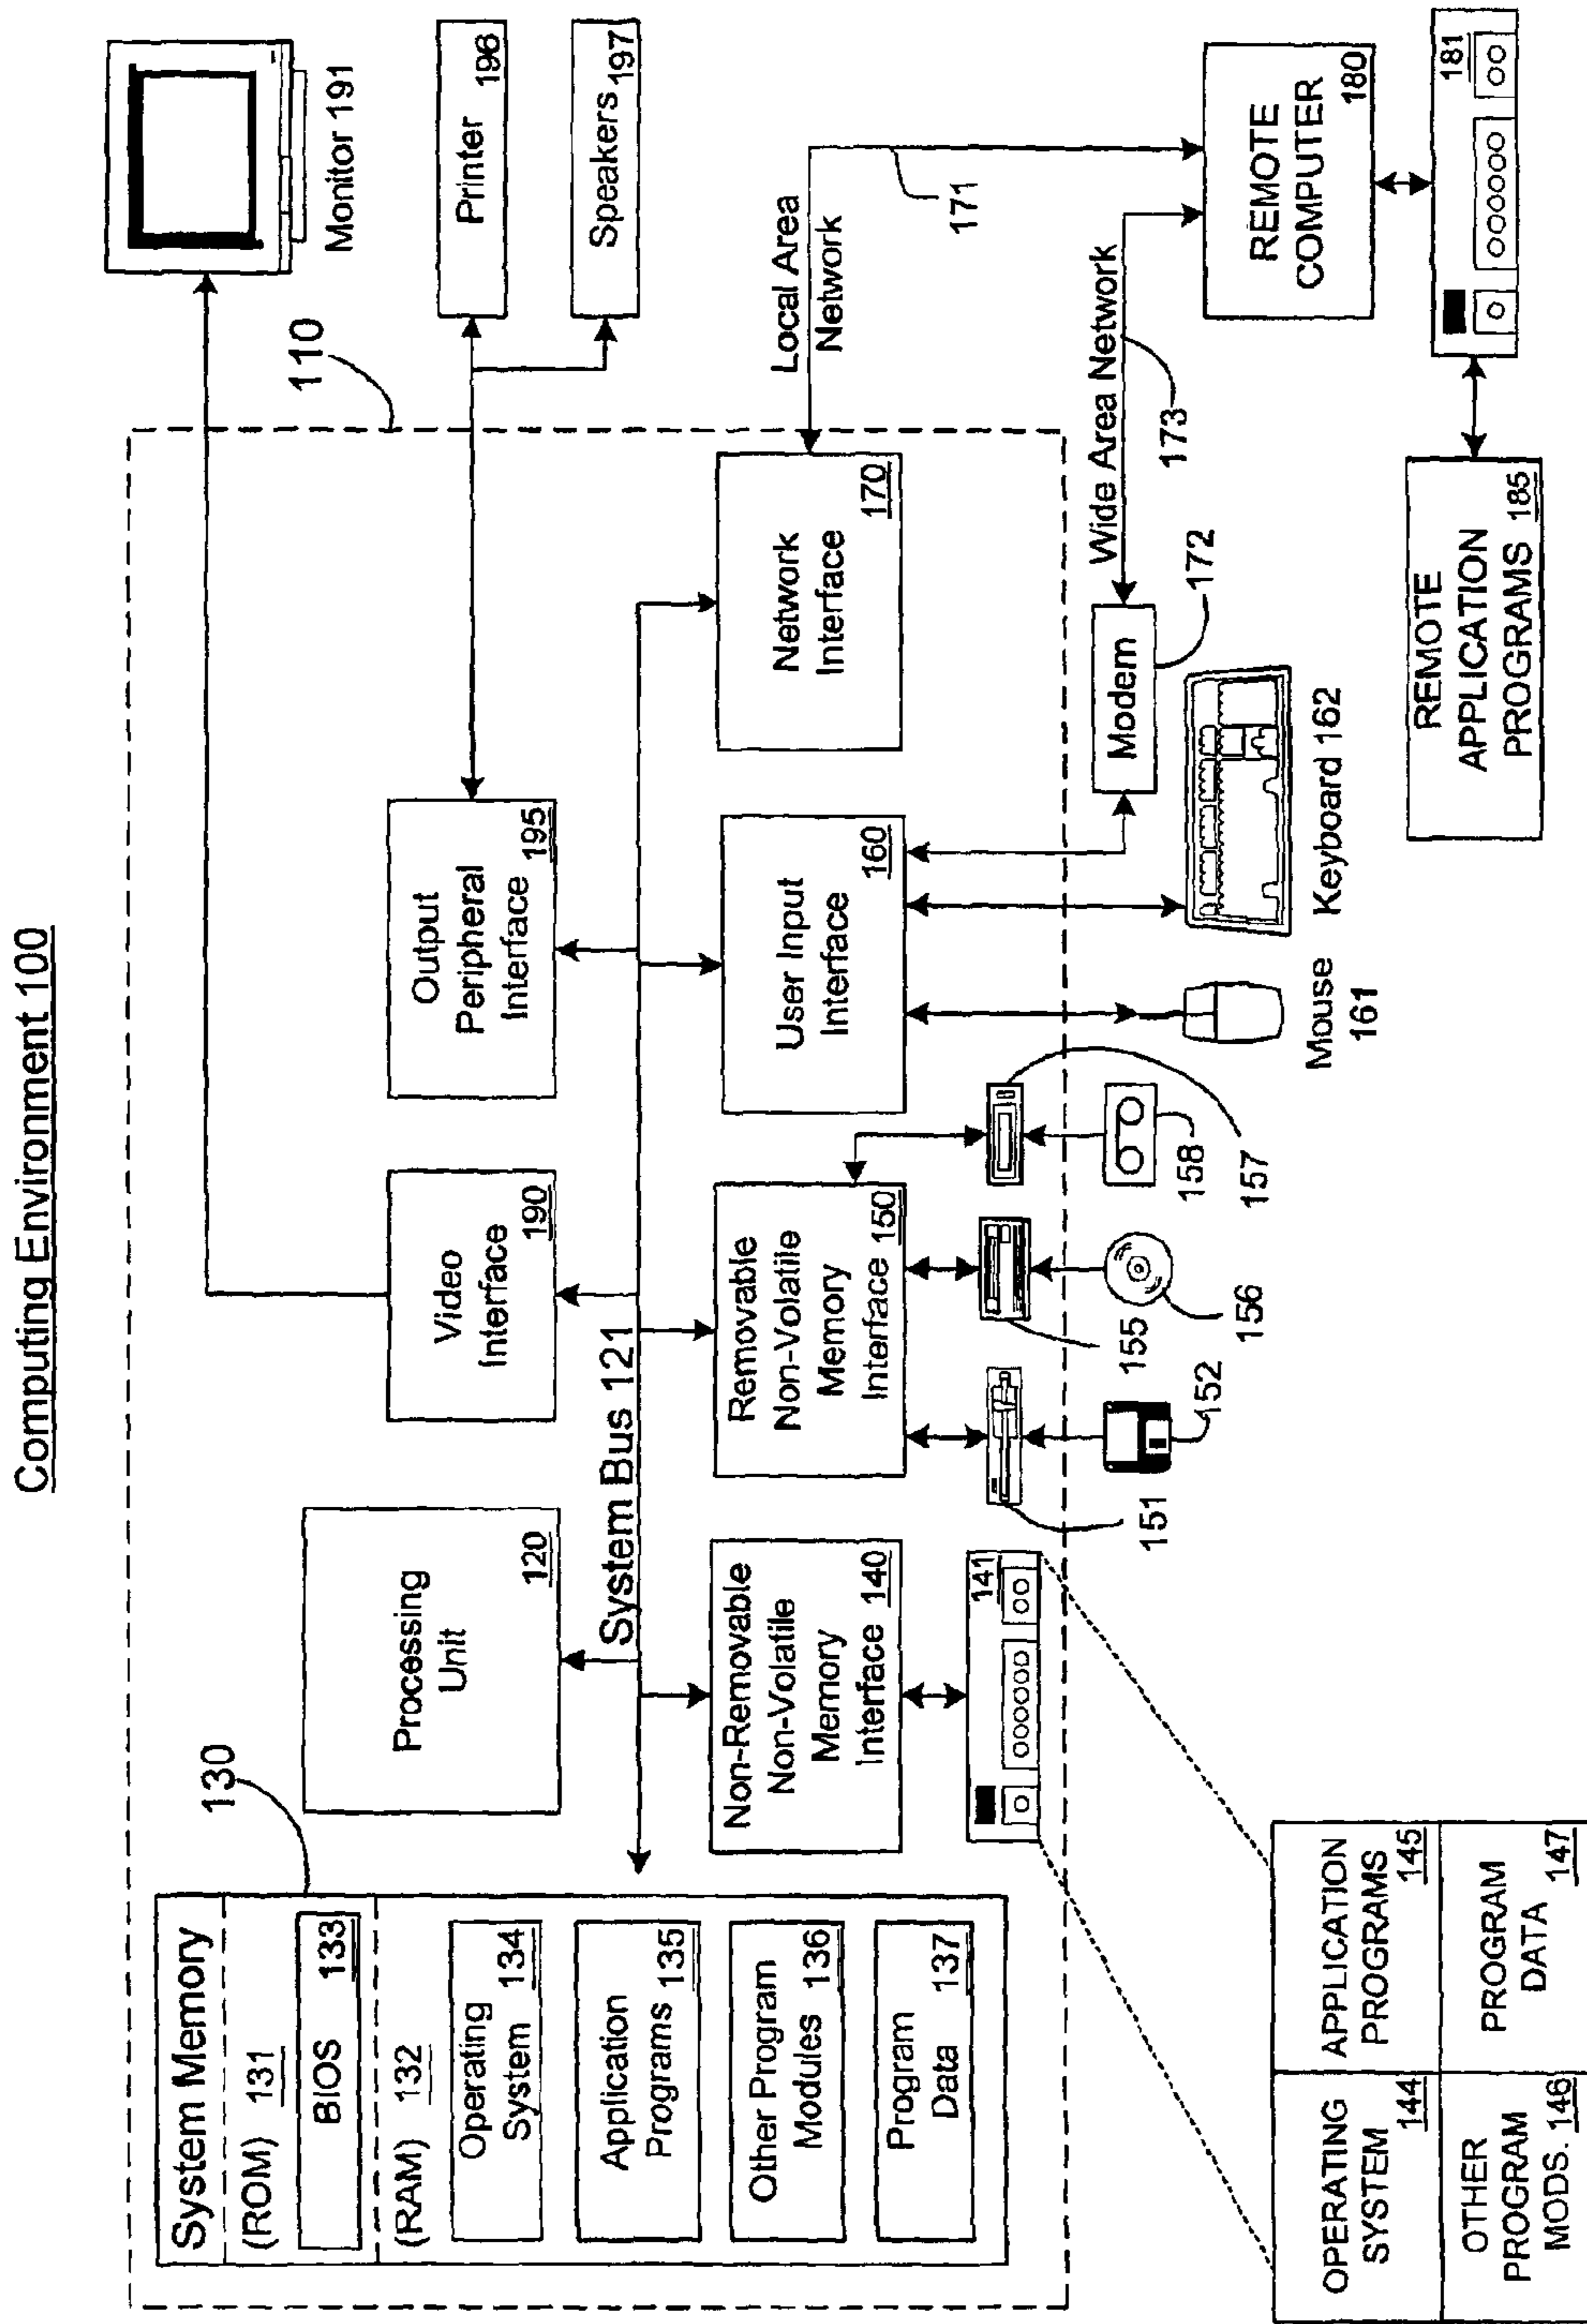 Computing Environment 100
110
130
System Memory
(ROM) 131
BIOS 133
(RAM) 132
Operating
System 134
Application
Programs 135
Other Program
Modules 136
Program
Data 137
Processing
Unit
120
System Bus 121
Video
Interface
190
Output
Peripheral
Interface 195
Monitor 191
Printer
196
Speakers 197
Non-Removable
Non-Volatile
Memory
Interface 140
Removable
Non-Volatile
Memory
Interface 150
User Input
Interface
160
Network
Interface
170
Local Area
Network
171
141
151
152
155
156
157
158
Mouse
161
Keyboard 162
Modem
172
Wide Area Network
173
REMOTE
COMPUTER
180
181
REMOTE
APPLICATION
PROGRAMS 185
OPERATING
SYSTEM
144
APPLICATION
PROGRAMS
145
OTHER
PROGRAM
MODS. 146
PROGRAM
DATA
147